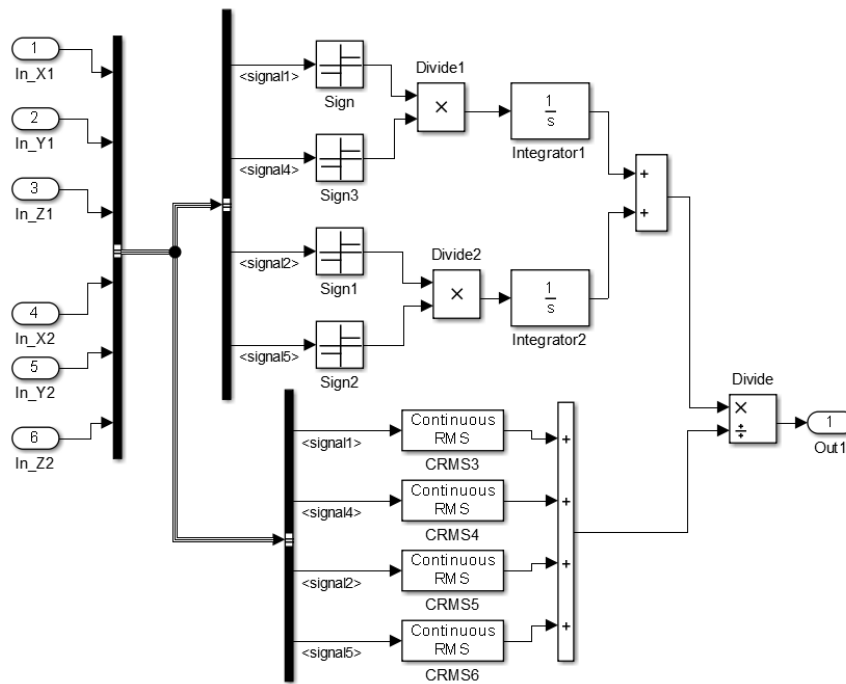 1
In_X1
2
In_Y1
3
In_Z1
4
In_X2
5
In_Y2
6
In_Z2
<signal1>
Sign
<signal4>
Sign3
Divide1
×
1
s
Integrator1
+
+
<signal2>
Sign1
<signal5>
Sign2
Divide2
×
1
s
Integrator2
<signal1>
Continuous
RMS
CRMS3
<signal4>
Continuous
RMS
CRMS4
<signal2>
Continuous
RMS
CRMS5
<signal5>
Continuous
RMS
CRMS6
+
+
+
+
Divide
×
÷
1
Out1